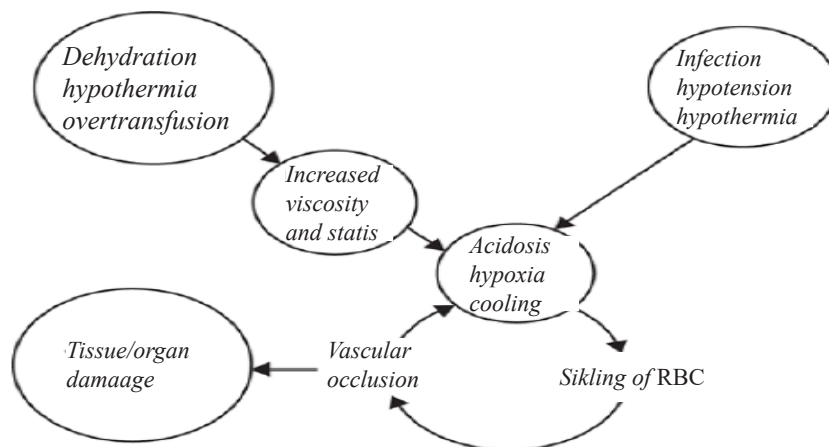 Dehydration
hypothermia
overtransfusion
Infection
hypotension
hypothermia
Increased
viscosity
and statis
Acidosis
hypoxia
cooling
Tissue/organ
damaage
Vascular
occlusion
Sikling of RBC